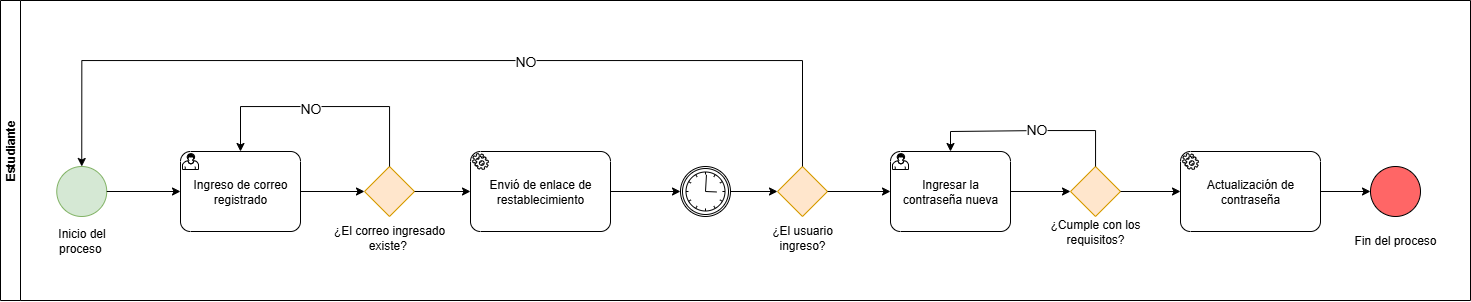 Estudiante
NO
NO
NO
Ingreso de correo
registrado
Envió de enlace de
restablecimiento
Ingresar la
contraseña nueva
Actualización de
contraseña
Inicio del
proceso
¿El correo ingresado
existe?
¿El usuario
ingreso?
¿Cumple con los
requisitos?
Fin del proceso